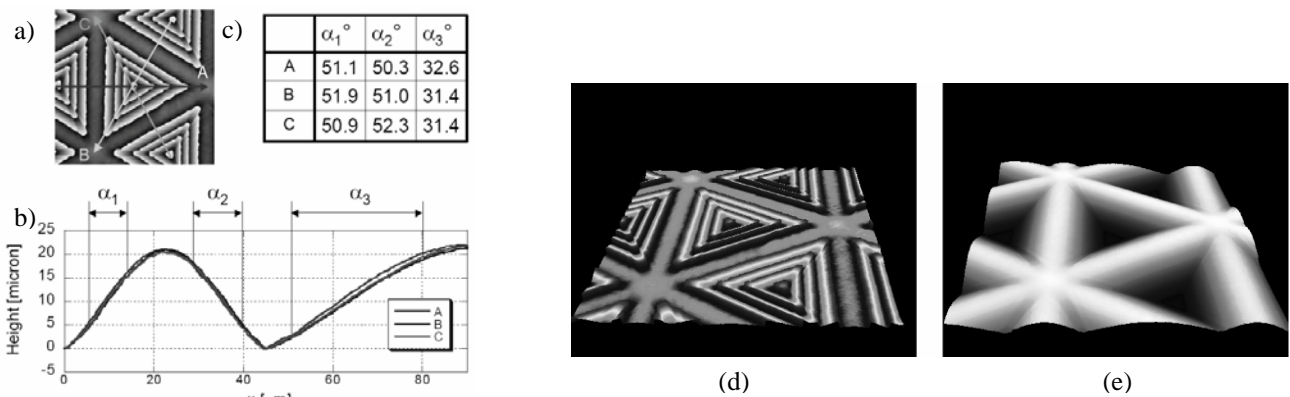 a)
C
A
B
c)
α₁° α₂° α₃°
A 51.1 50.3 32.6
B 51.9 51.0 31.4
C 50.9 52.3 31.4
b)
α₁ α₂ α₃
Height [micron]
25
20
15
10
5
0
-5
A
B
C
0 20 40 60 80
(d) (e)